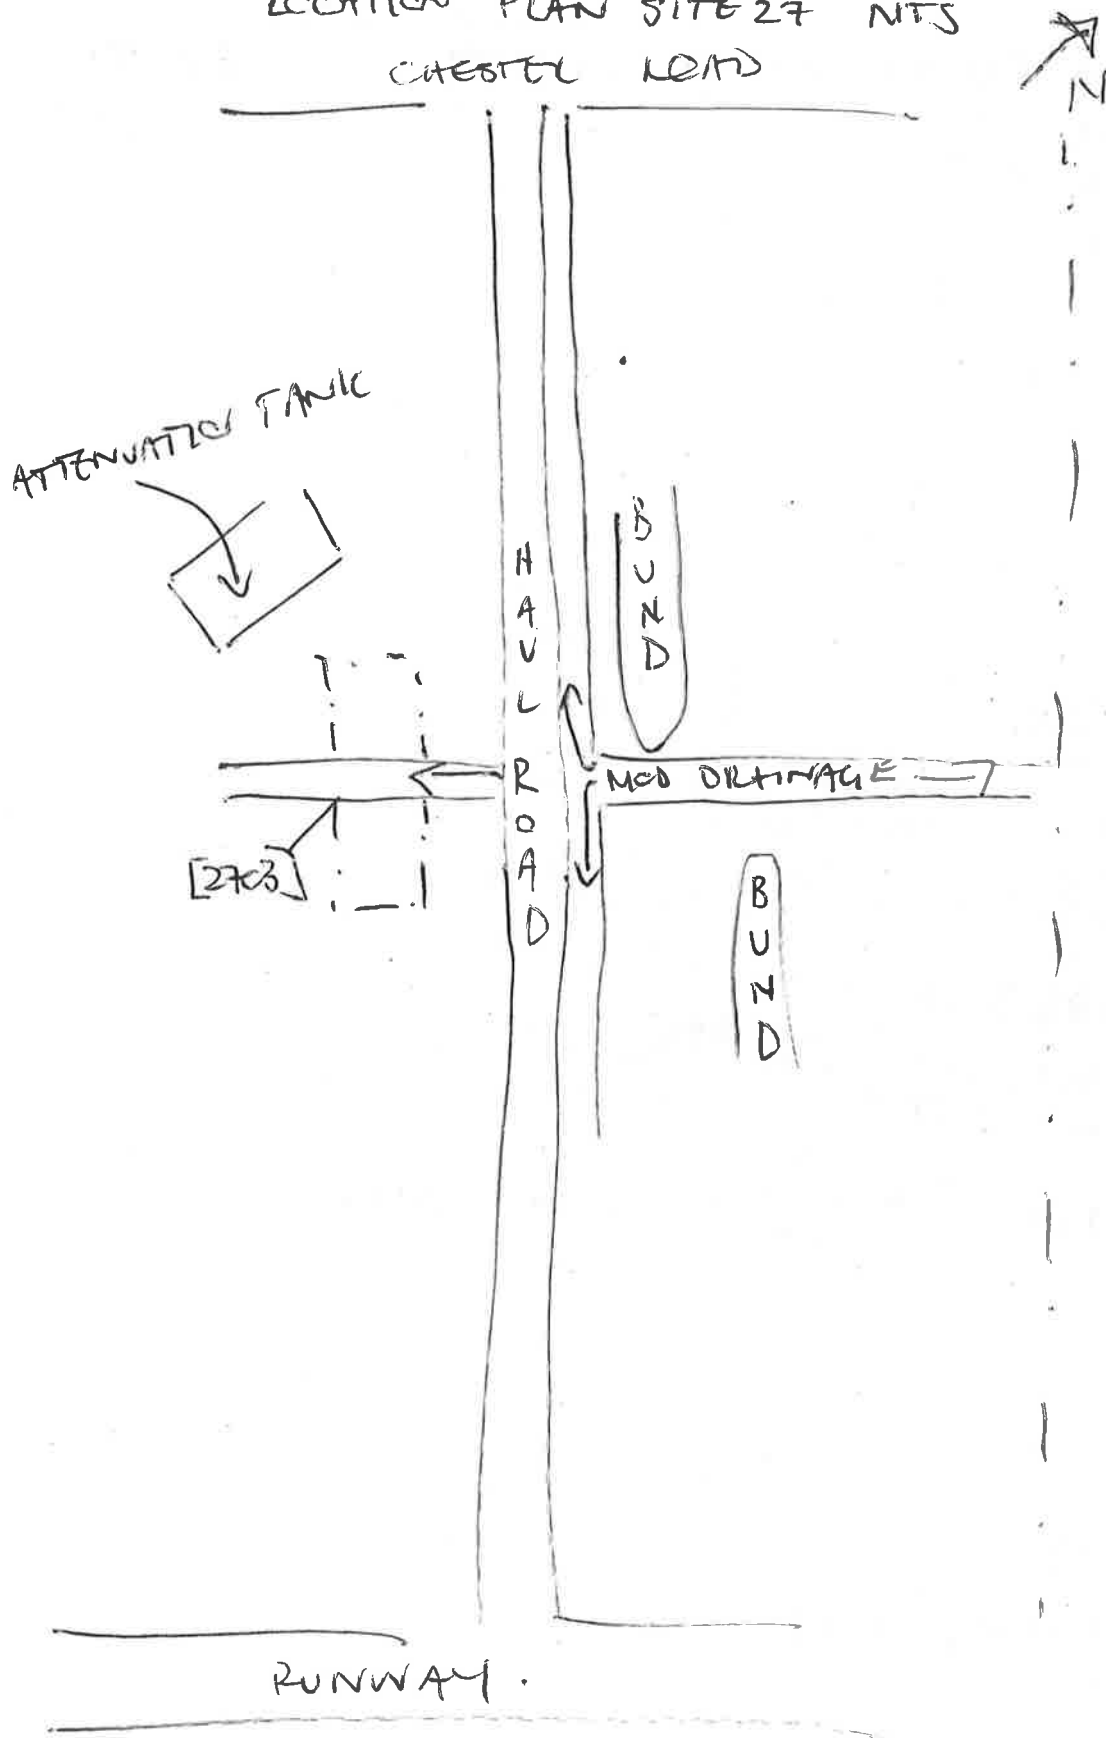 LOCATION PLAN SITE 27 NTS
CHESTER ROAD
N
ATTENUATION TANK
BUND
HAUL ROAD
MOD DRAINAGE
[2703]
BUND
RUNWAY.